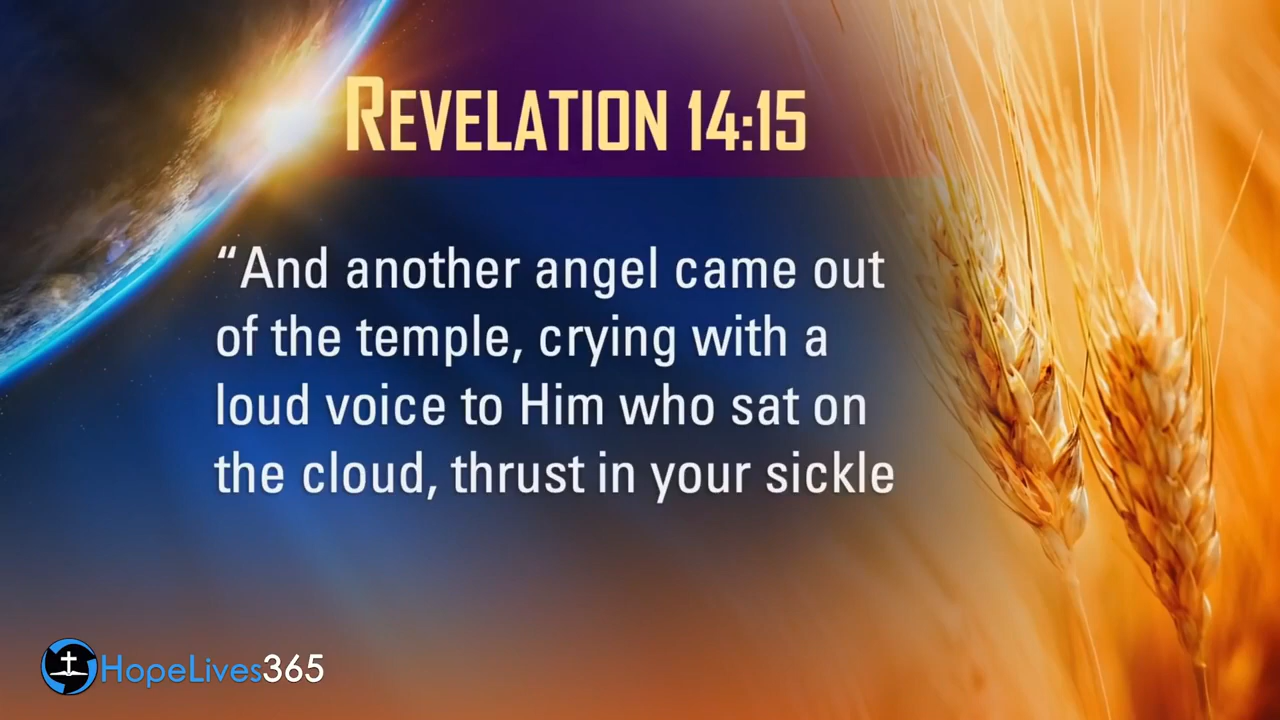 REVELATION 14:15
“And another angel came out
of the temple, crying with a
loud voice to Him who sat on
the cloud, thrust in your sickle
HopeLives365